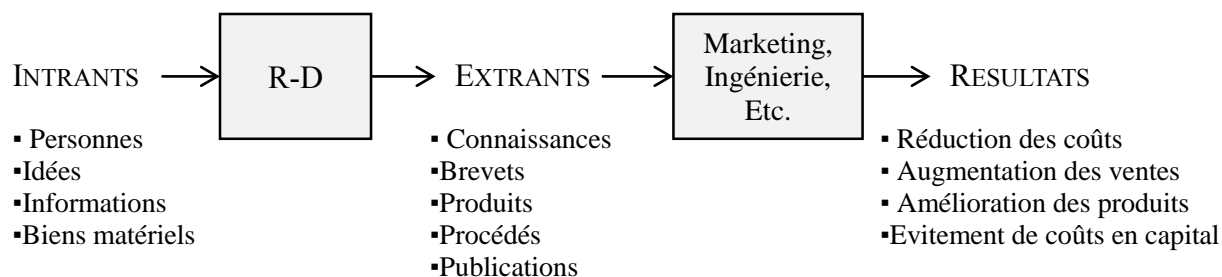 INTRANTS
R-D
EXTRANTS
Marketing,
Ingénierie,
Etc.
RESULTATS
▪ Personnes
▪Idées
▪Informations
▪Biens matériels
▪ Connaissances
▪Brevets
▪Produits
▪Procédés
▪Publications
▪ Réduction des coûts
▪ Augmentation des ventes
▪ Amélioration des produits
▪Evitement de coûts en capital